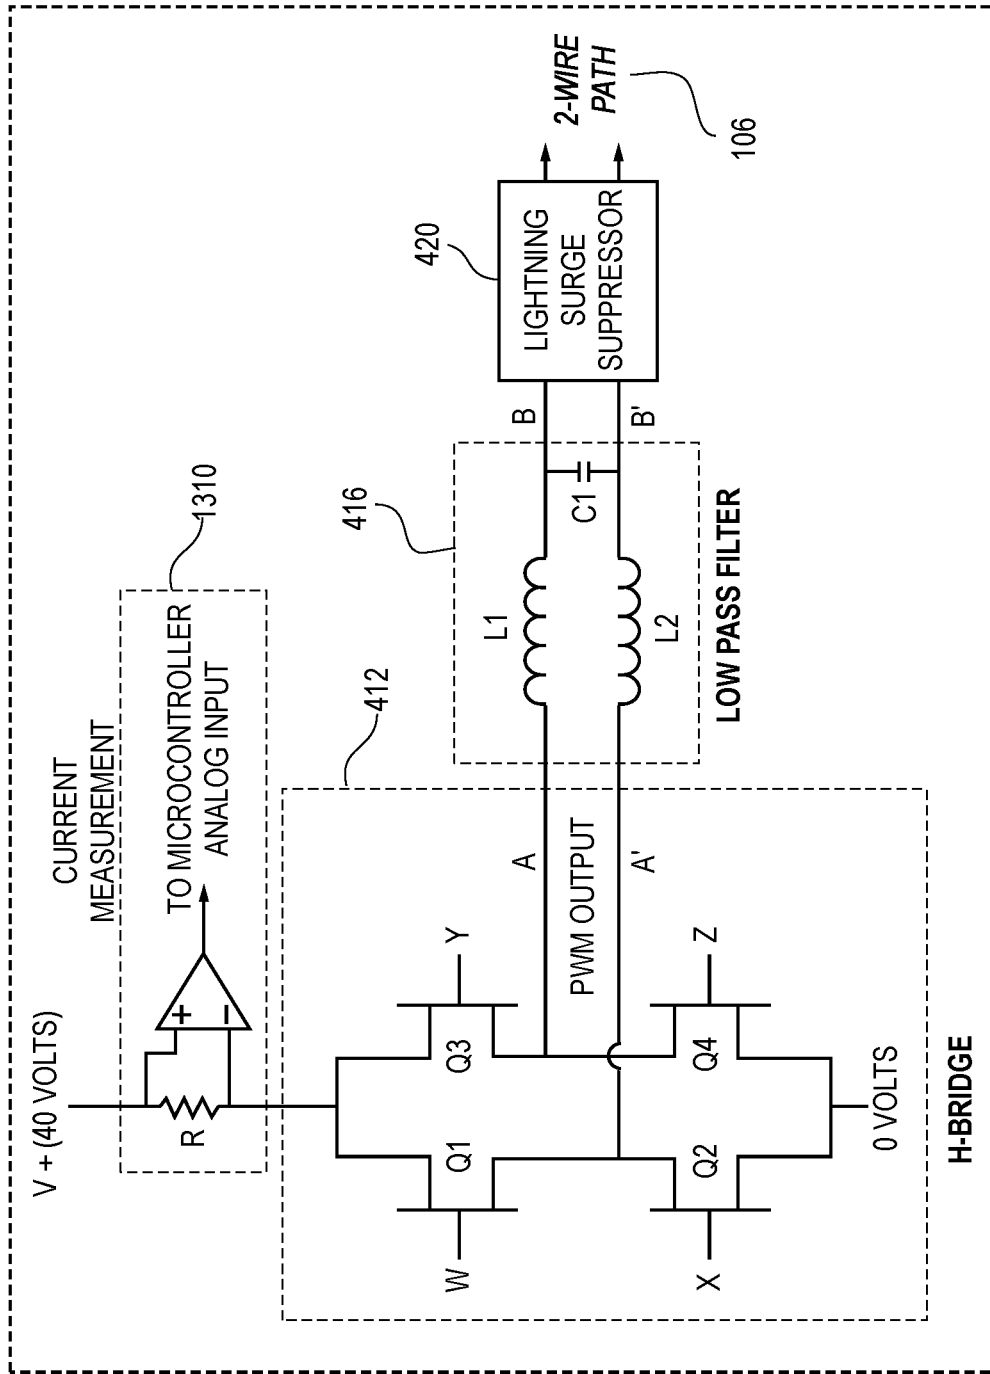 V + (40 VOLTS)
CURRENT
MEASUREMENT
1310
TO MICROCONTROLLER
ANALOG INPUT
R
+
−
412
W
Q1
Q3
Y
X
Q2
Q4
Z
0 VOLTS
H-BRIDGE
A
PWM OUTPUT
A'
416
L1
L2
C1
LOW PASS FILTER
B
B'
420
LIGHTNING
SURGE
SUPPRESSOR
2-WIRE
PATH
106